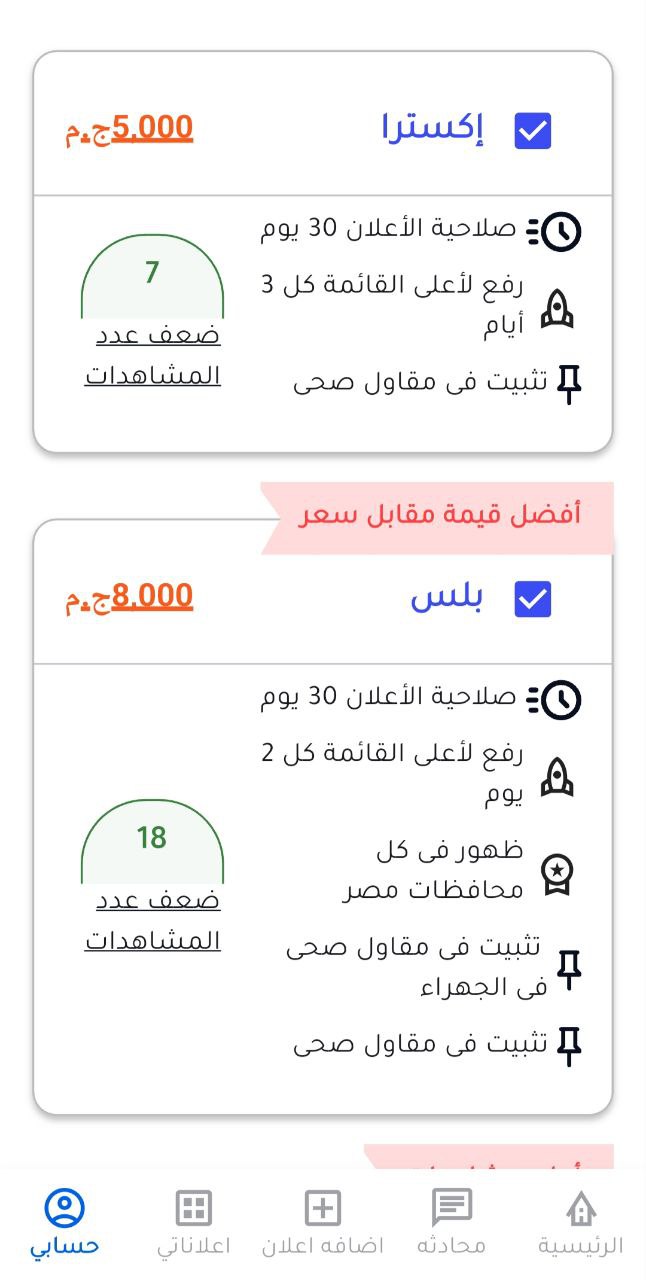 إكسترا
5,000ج.م
صلاحية الأعلان 30 يوم
رفع لأعلى القائمة كل 3
أيام
تثبيت فى مقاول صحى
7
ضعف عدد
المشاهدات
أفضل قيمة مقابل سعر
بلس
8,000ج.م
صلاحية الأعلان 30 يوم
رفع لأعلى القائمة كل 2
يوم
ظهور فى كل
محافظات مصر
تثبيت فى مقاول صحى
فى الجهراء
تثبيت فى مقاول صحى
18
ضعف عدد
المشاهدات
الرئيسية
محادثه
اضافه اعلان
اعلاناتي
حسابي